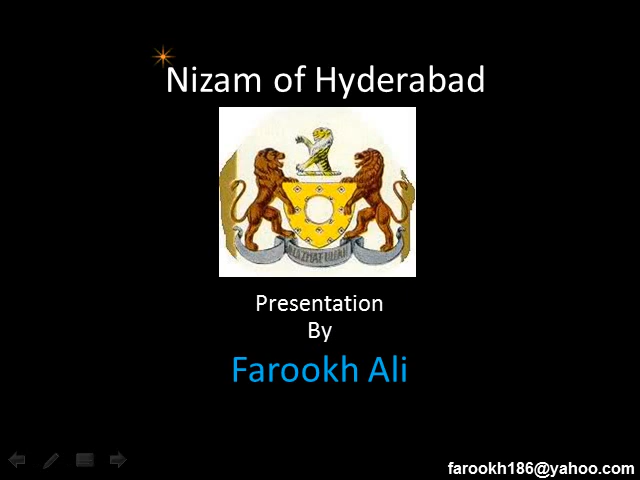 Nizam of Hyderabad
Presentation
By
Farookh Ali
farookh186@yahoo.com